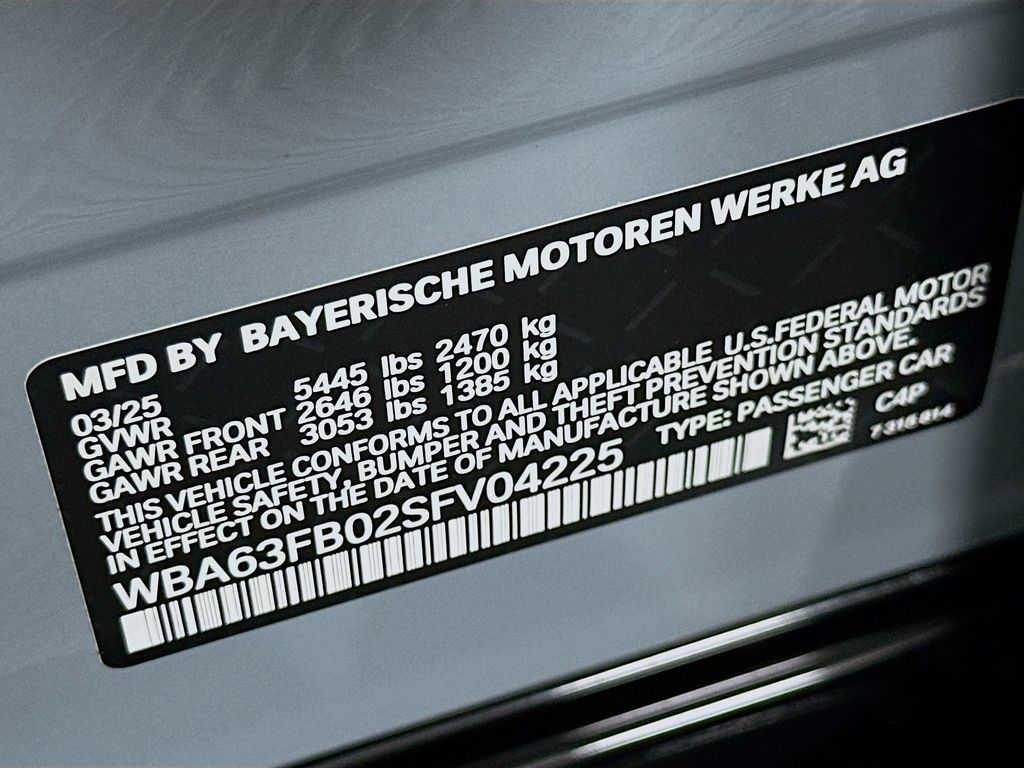 MFD BY BAYERISCHE MOTOREN WERKE AG
03/25
GVWR 5445 lbs 2470 kg
GAWR FRONT 2646 lbs 1200 kg
GAWR REAR 3053 lbs 1385 kg
THIS VEHICLE CONFORMS TO ALL APPLICABLE U.S.FEDERAL MOTOR
VEHICLE SAFETY, BUMPER AND THEFT PREVENTION STANDARDS
IN EFFECT ON THE DATE OF MANUFACTURE SHOWN ABOVE.
WBA63FB02SFV04225 TYPE: PASSENGER CAR
C4P